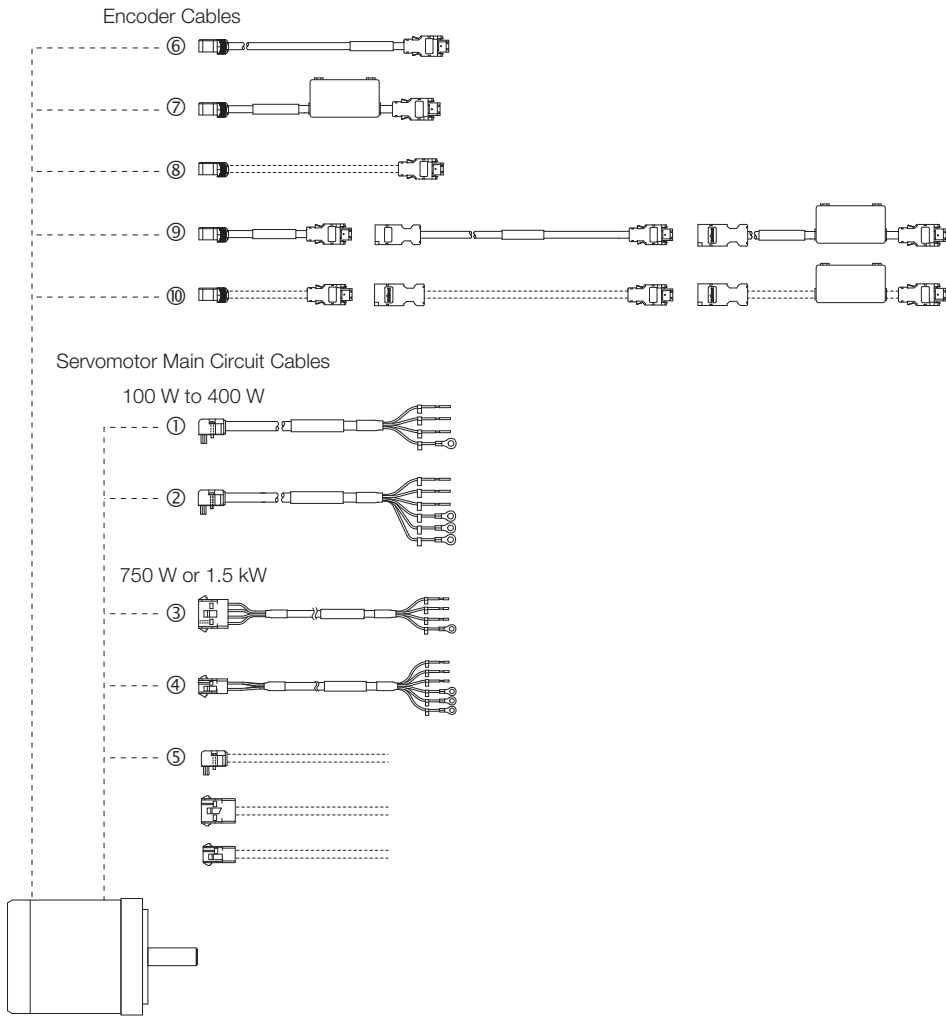 Encoder Cables
⑥
⑦
⑧
⑨
⑩
Servomotor Main Circuit Cables
100 W to 400 W
①
②
750 W or 1.5 kW
③
④
⑤